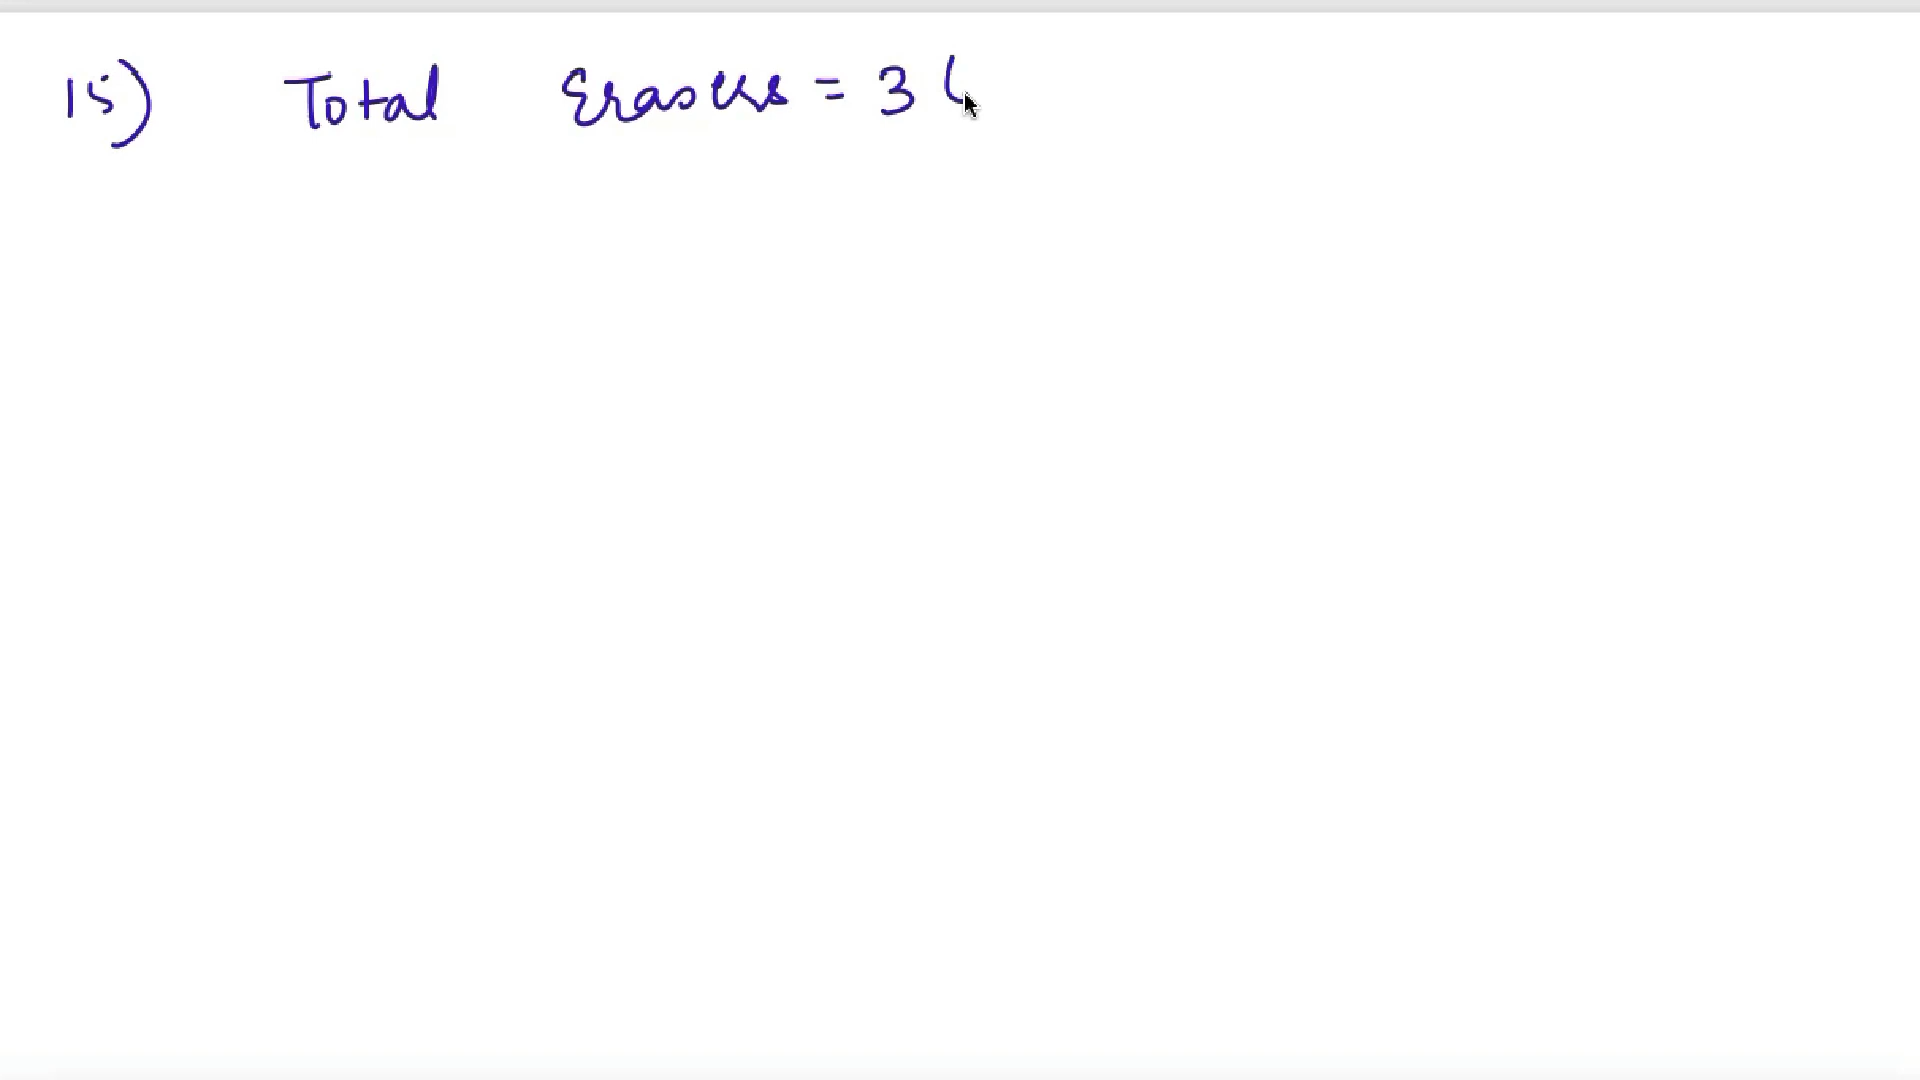 15) Total Erasers = 3 (